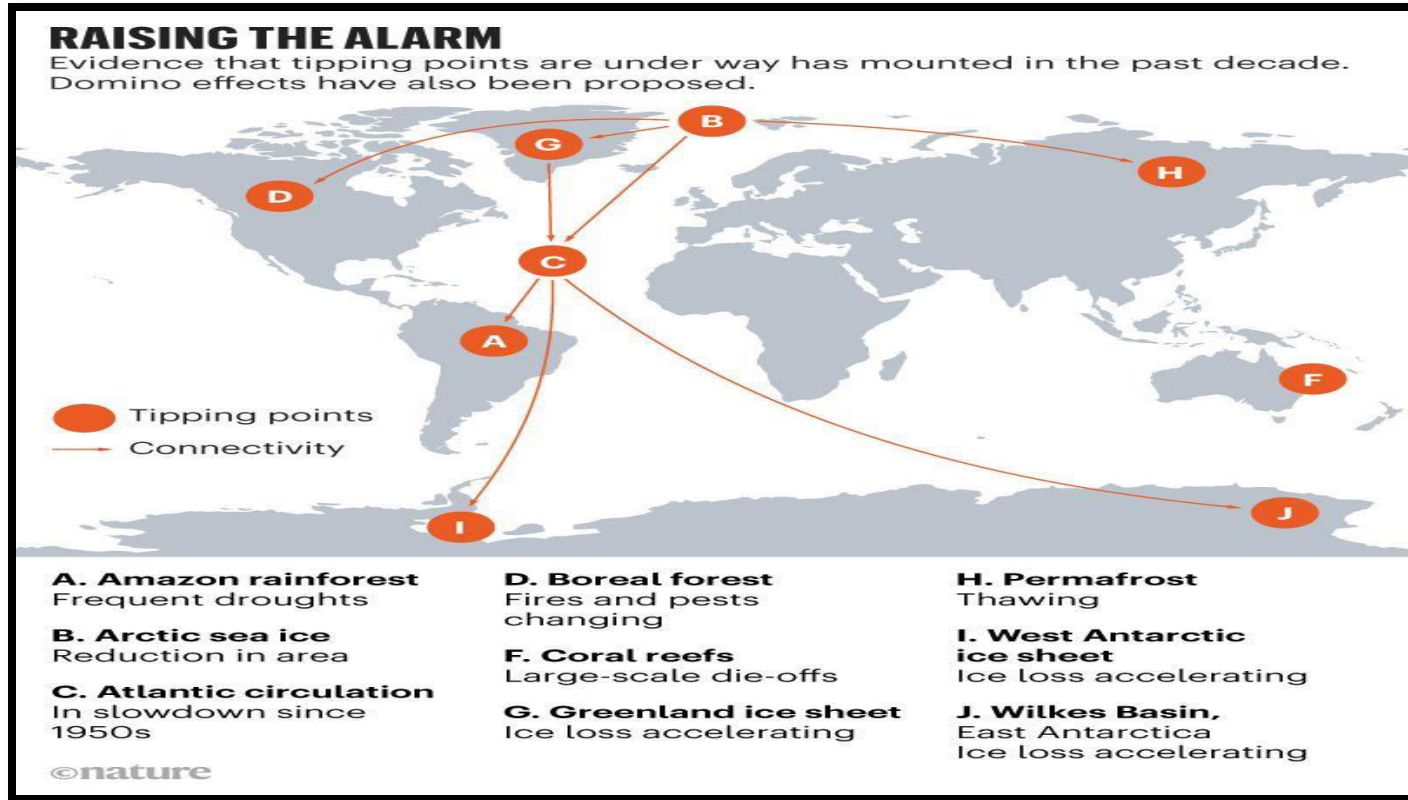 RAISING THE ALARM
Evidence that tipping points are under way has mounted in the past decade.
Domino effects have also been proposed.
B
G
H
D
C
A
F
Tipping points
Connectivity
I
J
A. Amazon rainforest
Frequent droughts
B. Arctic sea ice
Reduction in area
C. Atlantic circulation
In slowdown since
1950s
D. Boreal forest
Fires and pests
changing
F. Coral reefs
Large-scale die-offs
G. Greenland ice sheet
Ice loss accelerating
H. Permafrost
Thawing
I. West Antarctic
ice sheet
Ice loss accelerating
J. Wilkes Basin,
East Antarctica
Ice loss accelerating
©nature